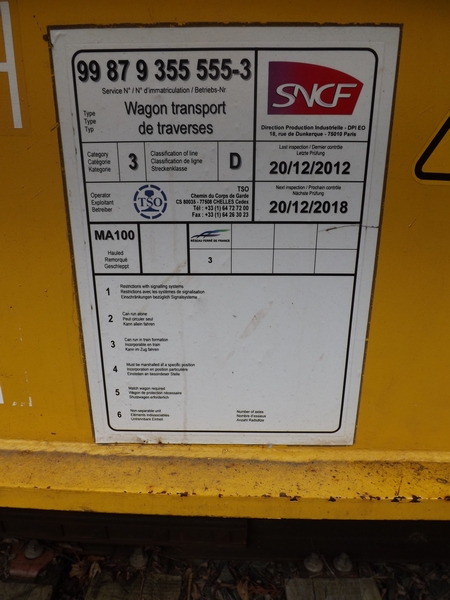 99 87 9 355 555-3
Service N° / N° d'immatriculation / Betriebs-Nr
Type
Type
Typ
Wagon transport
de traverses
SNCF
Direction Production Industrielle - DPI EO
18, rue de Dunkerque - 75010 Paris
Category
Catégorie
Kategorie
3
Classification of line
Classification de ligne
Streckenklasse
D
Last inspection / Dernier contrôle
Letzte Prüfung
20/12/2012
Operator
Exploitant
Betreiber
TSO
TSO
Chemin du Corps de Garde
CS 80035 - 77508 CHELLES Cedex
Tél : +33 (1) 64 72 72 00
Fax : +33 (1) 64 26 30 23
Next inspection / Prochain contrôle
Nächste Prüfung
20/12/2018
MA100
Hauled
Remorqué
Geschleppt
RÉSEAU FERRÉ DE FRANCE
3
1
Restrictions with signalling systems
Restrictions avec les systèmes de signalisation
Einschränkungen bezüglich Signalsysteme
2
Can run alone
Peut circuler seul
Kann allein fahren
3
Can run in train formation
Incorporable en train
Kann im Zug fahren
4
Must be marshalled at a specific position
Incorporation en position particulière
Einstellen an besonderer Stelle
5
Match wagon required
Wagon de protection nécessaire
Schutzwagen erforderlich
6
Non-separable unit
Eléments indissociables
Untrennbare Einheit
Number of axles
Nombre d'essieux
Anzahl Radsätze